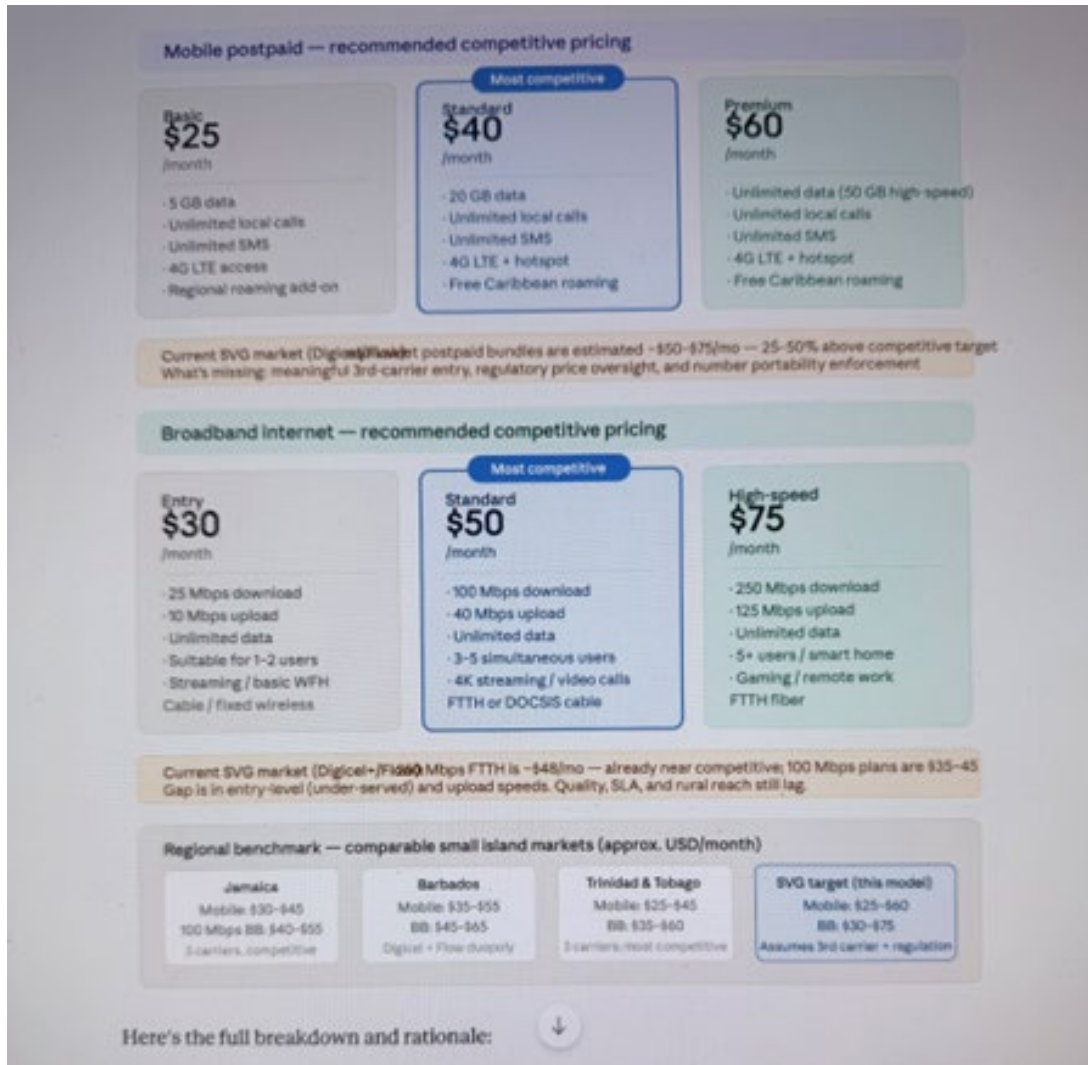 Mobile postpaid — recommended competitive pricing
Basic
$25
/month
· 5 GB data
· Unlimited local calls
· Unlimited SMS
· 4G LTE access
· Regional roaming add-on
Most competitive
Standard
$40
/month
· 20 GB data
· Unlimited local calls
· Unlimited SMS
· 4G LTE + hotspot
· Free Caribbean roaming
Premium
$60
/month
· Unlimited data (50 GB high-speed)
· Unlimited local calls
· Unlimited SMS
· 4G LTE + hotspot
· Free Caribbean roaming
Current SVG market postpaid bundles are estimated ~$50–$75/mo — 25–50% above competitive target
What's missing: meaningful 3rd-carrier entry, regulatory price oversight, and number portability enforcement
Broadband internet — recommended competitive pricing
Entry
$30
/month
· 25 Mbps download
· 10 Mbps upload
· Unlimited data
· Suitable for 1–2 users
· Streaming / basic WFH
Cable / fixed wireless
Most competitive
Standard
$50
/month
· 100 Mbps download
· 40 Mbps upload
· Unlimited data
· 3–5 simultaneous users
· 4K streaming / video calls
FTTH or DOCSIS cable
High-speed
$75
/month
· 250 Mbps download
· 125 Mbps upload
· Unlimited data
· 5+ users / smart home
· Gaming / remote work
FTTH fiber
Current SVG market (Digicel+/ Mbps FTTH is ~$48/mo — already near competitive; 100 Mbps plans are $35–45
Gap is in entry-level (under-served) and upload speeds. Quality, SLA, and rural reach still lag.
Regional benchmark — comparable small island markets (approx. USD/month)
Jamaica
Mobile: $30–$45
100 Mbps BB: $40–$55
3 carriers, competitive
Barbados
Mobile: $35–$55
BB: $45–$65
Digicel + Flow duopoly
Trinidad & Tobago
Mobile: $25–$45
BB: $35–$60
3 carriers, most competitive
SVG target (this model)
Mobile: $25–$60
BB: $30–$75
Assumes 3rd carrier + regulation
Here's the full breakdown and rationale: